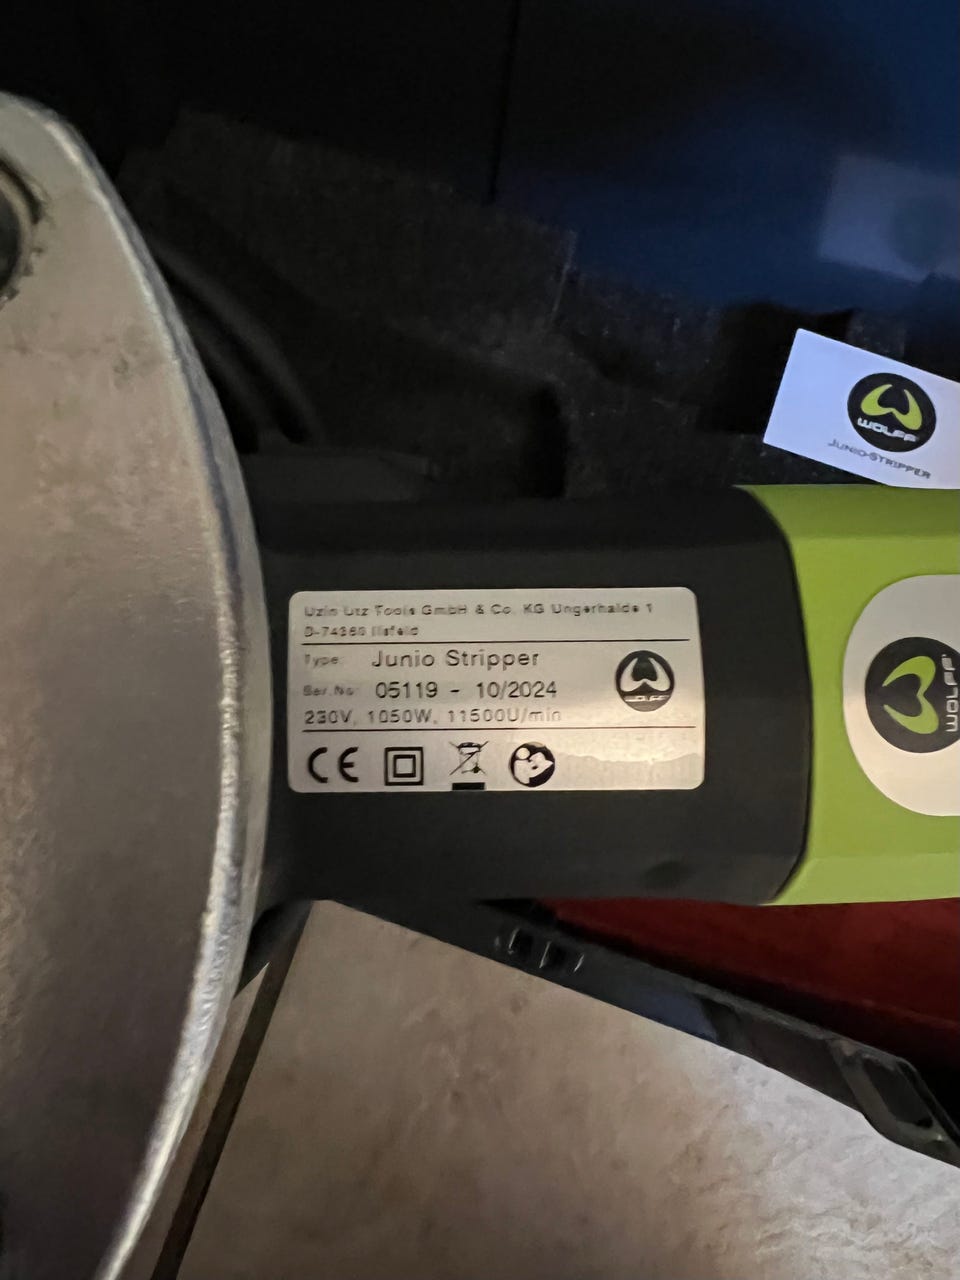 WOLFF
JUNIO-STRIPPER
Uzin Utz Tools GmbH & Co. KG Ungerhalde 1
D-74360 Ilsfeld
Type: Junio Stripper
Ser.No: 05119 - 10/2024
230V, 1050W, 11500U/min
WOLFF
CE
WOLFF